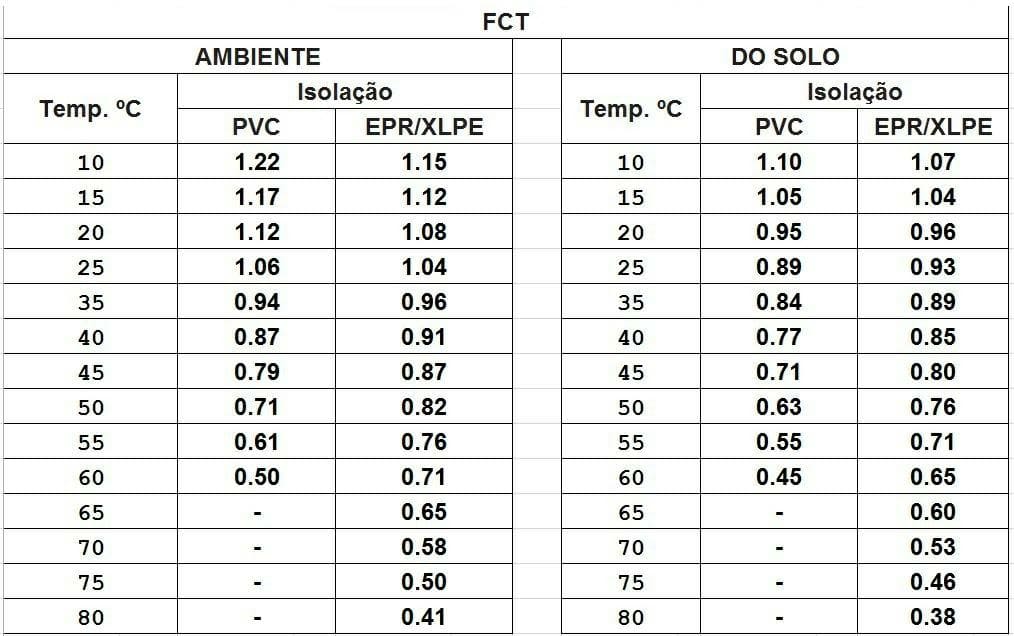 FCT
AMBIENTE DO SOLO
Temp. ºC Isolação Temp. ºC Isolação
PVC EPR/XLPE PVC EPR/XLPE
10 1.22 1.15 10 1.10 1.07
15 1.17 1.12 15 1.05 1.04
20 1.12 1.08 20 0.95 0.96
25 1.06 1.04 25 0.89 0.93
35 0.94 0.96 35 0.84 0.89
40 0.87 0.91 40 0.77 0.85
45 0.79 0.87 45 0.71 0.80
50 0.71 0.82 50 0.63 0.76
55 0.61 0.76 55 0.55 0.71
60 0.50 0.71 60 0.45 0.65
65 - 0.65 65 - 0.60
70 - 0.58 70 - 0.53
75 - 0.50 75 - 0.46
80 - 0.41 80 - 0.38